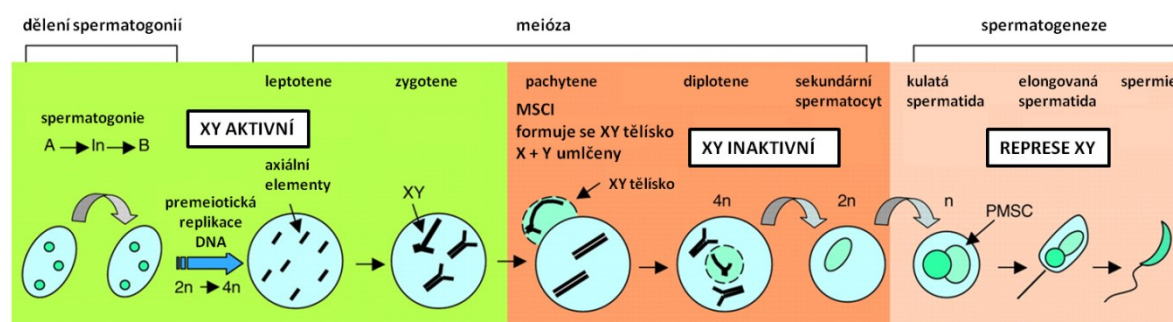 dělení spermatogonií
meióza
spermatogeneze
leptotene
zygotene
pachytene
diplotene
sekundární
spermatocyt
kulatá
spermatida
elongovaná
spermatida
spermie
spermatogonie
A → In → B
XY AKTIVNÍ
MSCI
formuje se XY tělísko
X + Y umlčeny
XY INAKTIVNÍ
REPRESE XY
axiální
elementy
XY
XY tělísko
premeiotická
replikace
DNA
2n → 4n
4n
2n
n
PMSC